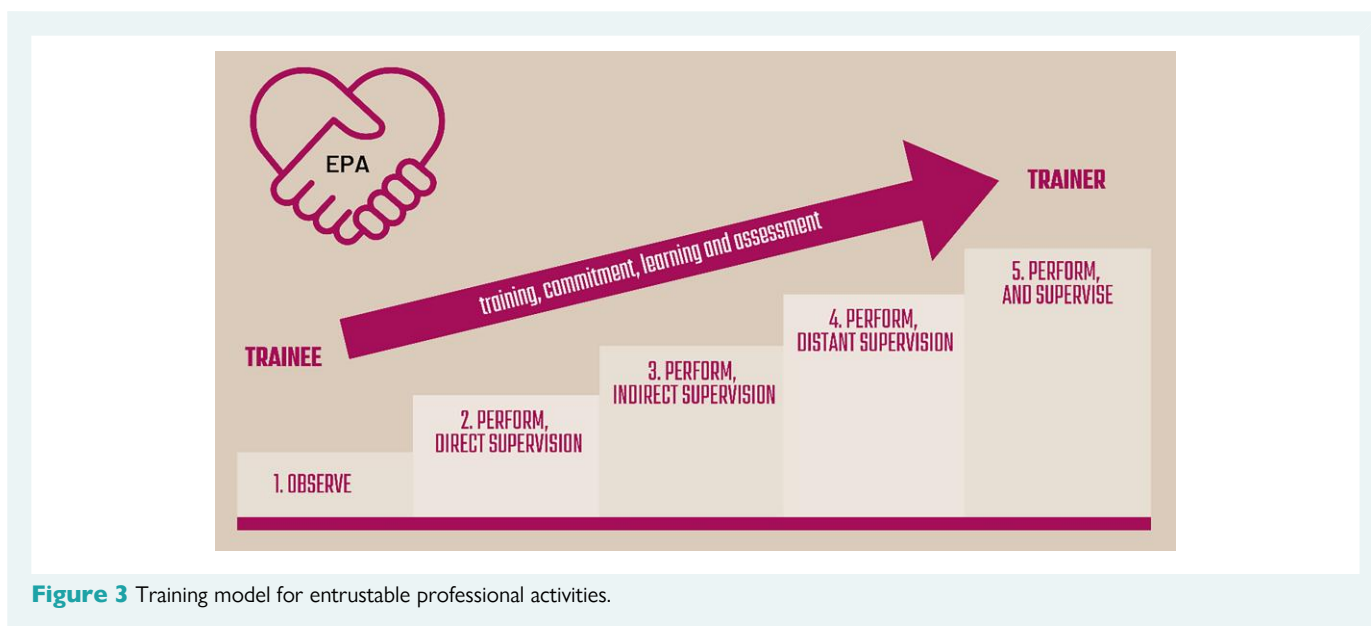 EPA
TRAINER
training, commitment, learning and assessment
5. PERFORM,
AND SUPERVISE
4. PERFORM,
DISTANT SUPERVISION
TRAINEE
3. PERFORM,
INDIRECT SUPERVISION
2. PERFORM,
DIRECT SUPERVISION
1. OBSERVE
Figure 3 Training model for entrustable professional activities.